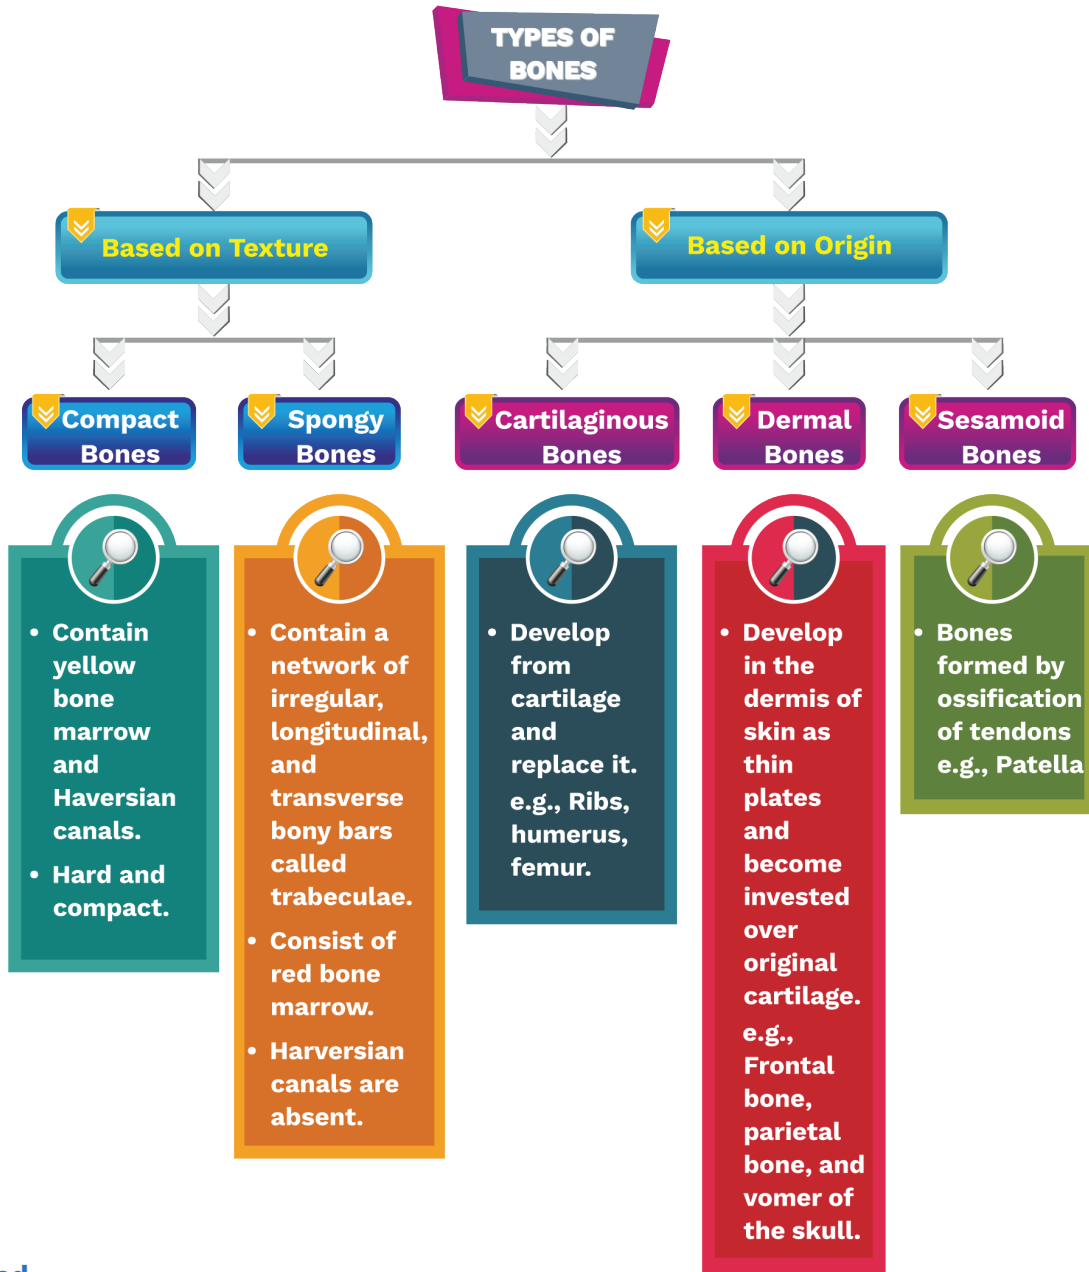 TYPES OF
BONES
Based on Texture
Based on Origin
Compact
Bones
Spongy
Bones
Cartilaginous
Bones
Dermal
Bones
Sesamoid
Bones
• Contain
yellow
bone
marrow
and
Haversian
canals.
• Hard and
compact.
• Contain a
network of
irregular,
longitudinal,
and
transverse
bony bars
called
trabeculae.
• Consist of
red bone
marrow.
• Harversian
canals are
absent.
• Develop
from
cartilage
and
replace it.
e.g., Ribs,
humerus,
femur.
• Develop
in the
dermis of
skin as
thin
plates
and
become
invested
over
original
cartilage.
e.g.,
Frontal
bone,
parietal
bone, and
vomer of
the skull.
• Bones
formed by
ossification
of tendons
e.g., Patella